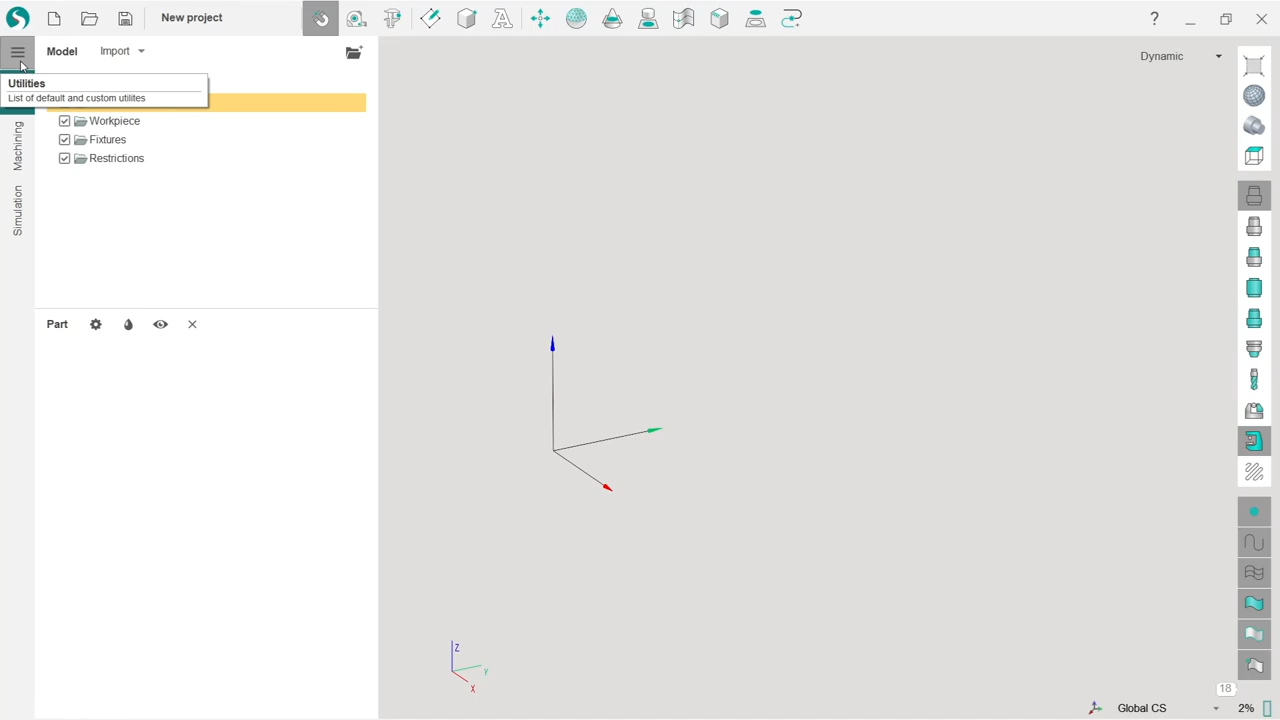 New project
?
Model
Import
Dynamic
Utilities
List of default and custom utilites
Workpiece
Machining
Fixtures
Restrictions
Simulation
Part
Z
Y
X
18
Global CS
2%